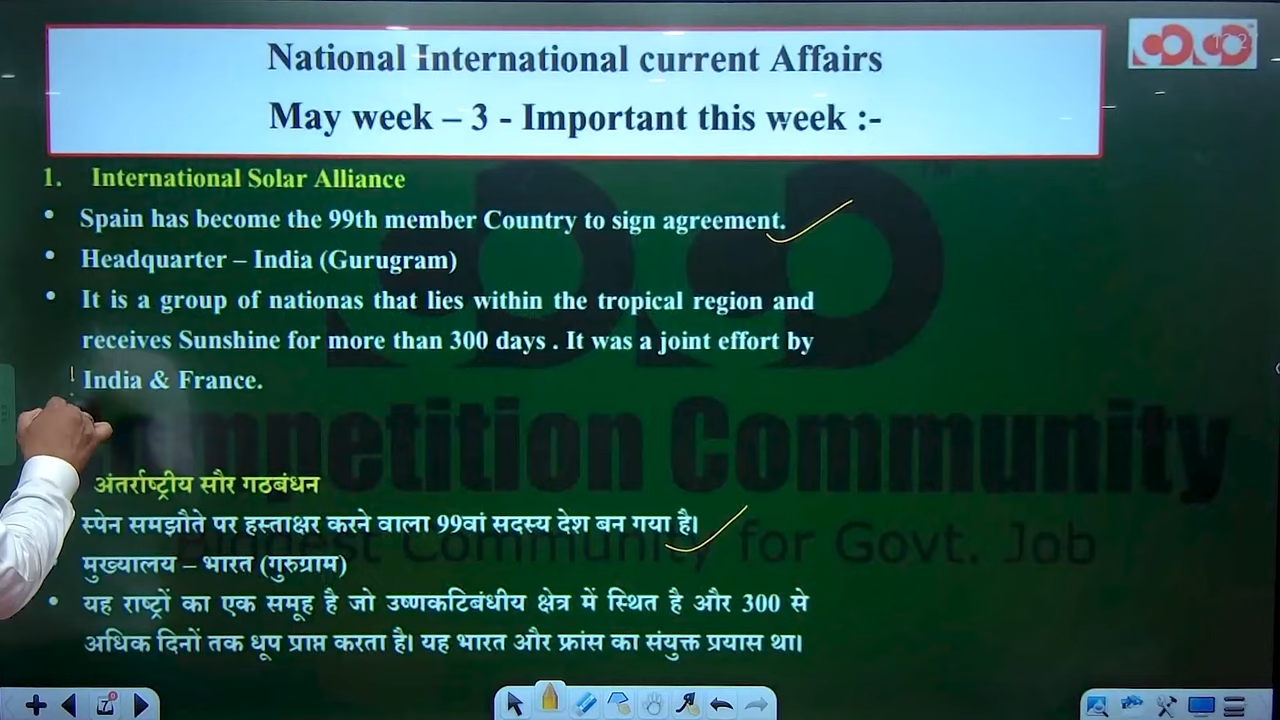 National International current Affairs
May week – 3 - Important this week :-
1. International Solar Alliance
• Spain has become the 99th member Country to sign agreement.
• Headquarter – India (Gurugram)
• It is a group of nationas that lies within the tropical region and
receives Sunshine for more than 300 days . It was a joint effort by
India & France.
mpetition Community
अंतर्राष्ट्रीय सौर गठबंधन
स्पेन समझौते पर हस्ताक्षर करने वाला 99वां सदस्य देश बन गया है।
Biggest Community for Govt. Job
मुख्यालय – भारत (गुरुग्राम)
• यह राष्ट्रों का एक समूह है जो उष्णकटिबंधीय क्षेत्र में स्थित है और 300 से
अधिक दिनों तक धूप प्राप्त करता है। यह भारत और फ्रांस का संयुक्त प्रयास था।